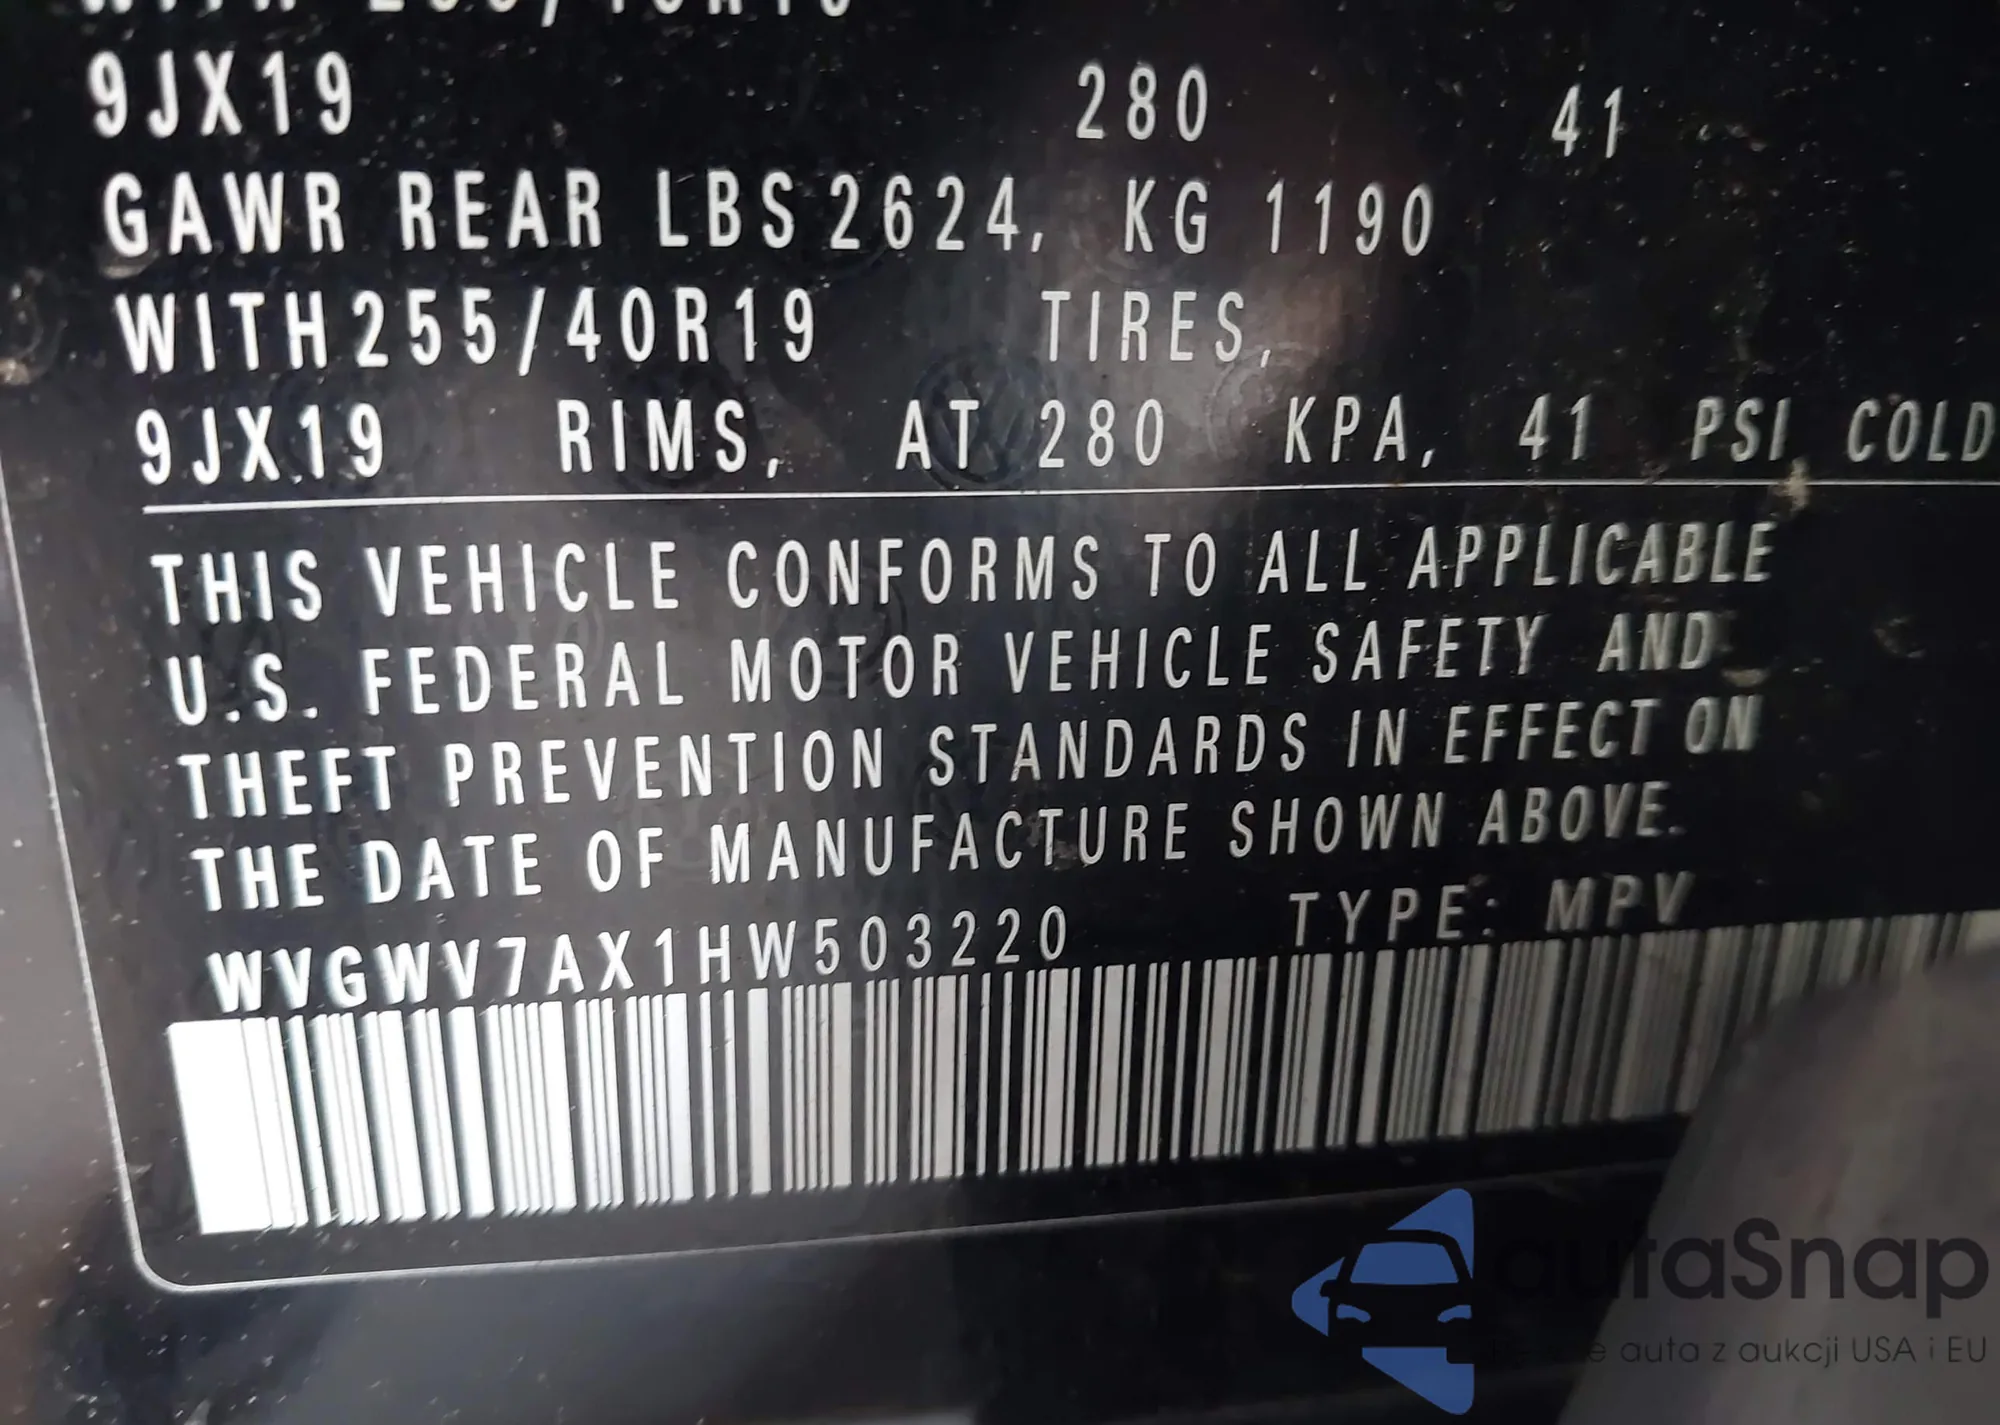 9JX19 280 41
GAWR REAR LBS 2624, KG 1190
WITH 255/40R19 TIRES,
9JX19 RIMS, AT 280 KPA, 41 PSI COLD
THIS VEHICLE CONFORMS TO ALL APPLICABLE
U.S. FEDERAL MOTOR VEHICLE SAFETY AND
THEFT PREVENTION STANDARDS IN EFFECT ON
THE DATE OF MANUFACTURE SHOWN ABOVE.
WVGWV7AX1HW503220 TYPE: MPV
autaSnap
auta z aukcji USA i EU